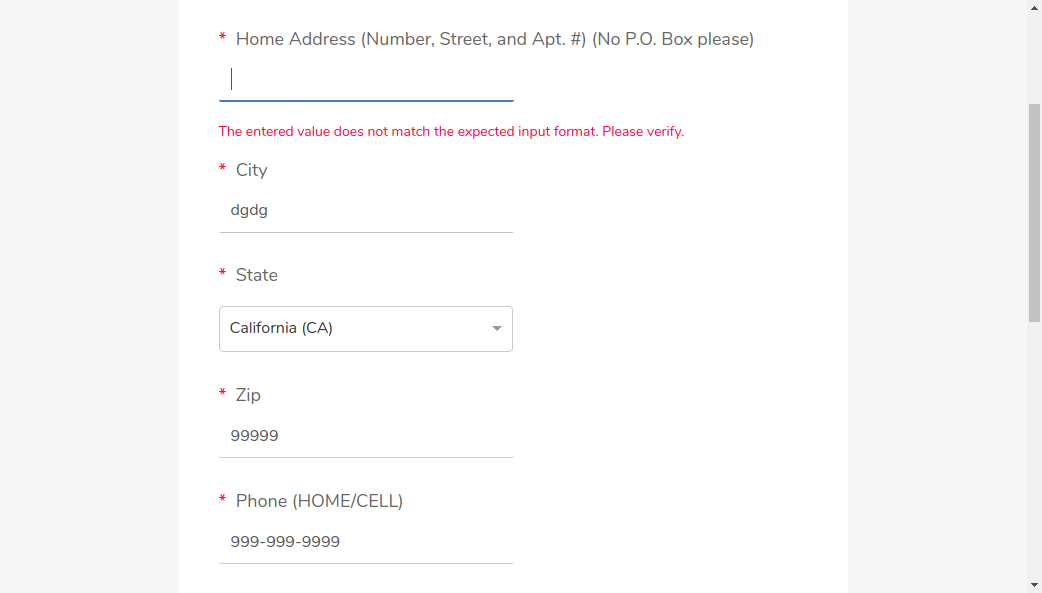 * Home Address (Number, Street, and Apt. #) (No P.O. Box please)
The entered value does not match the expected input format. Please verify.
* City
dgdg
* State
California (CA)
* Zip
99999
* Phone (HOME/CELL)
999-999-9999